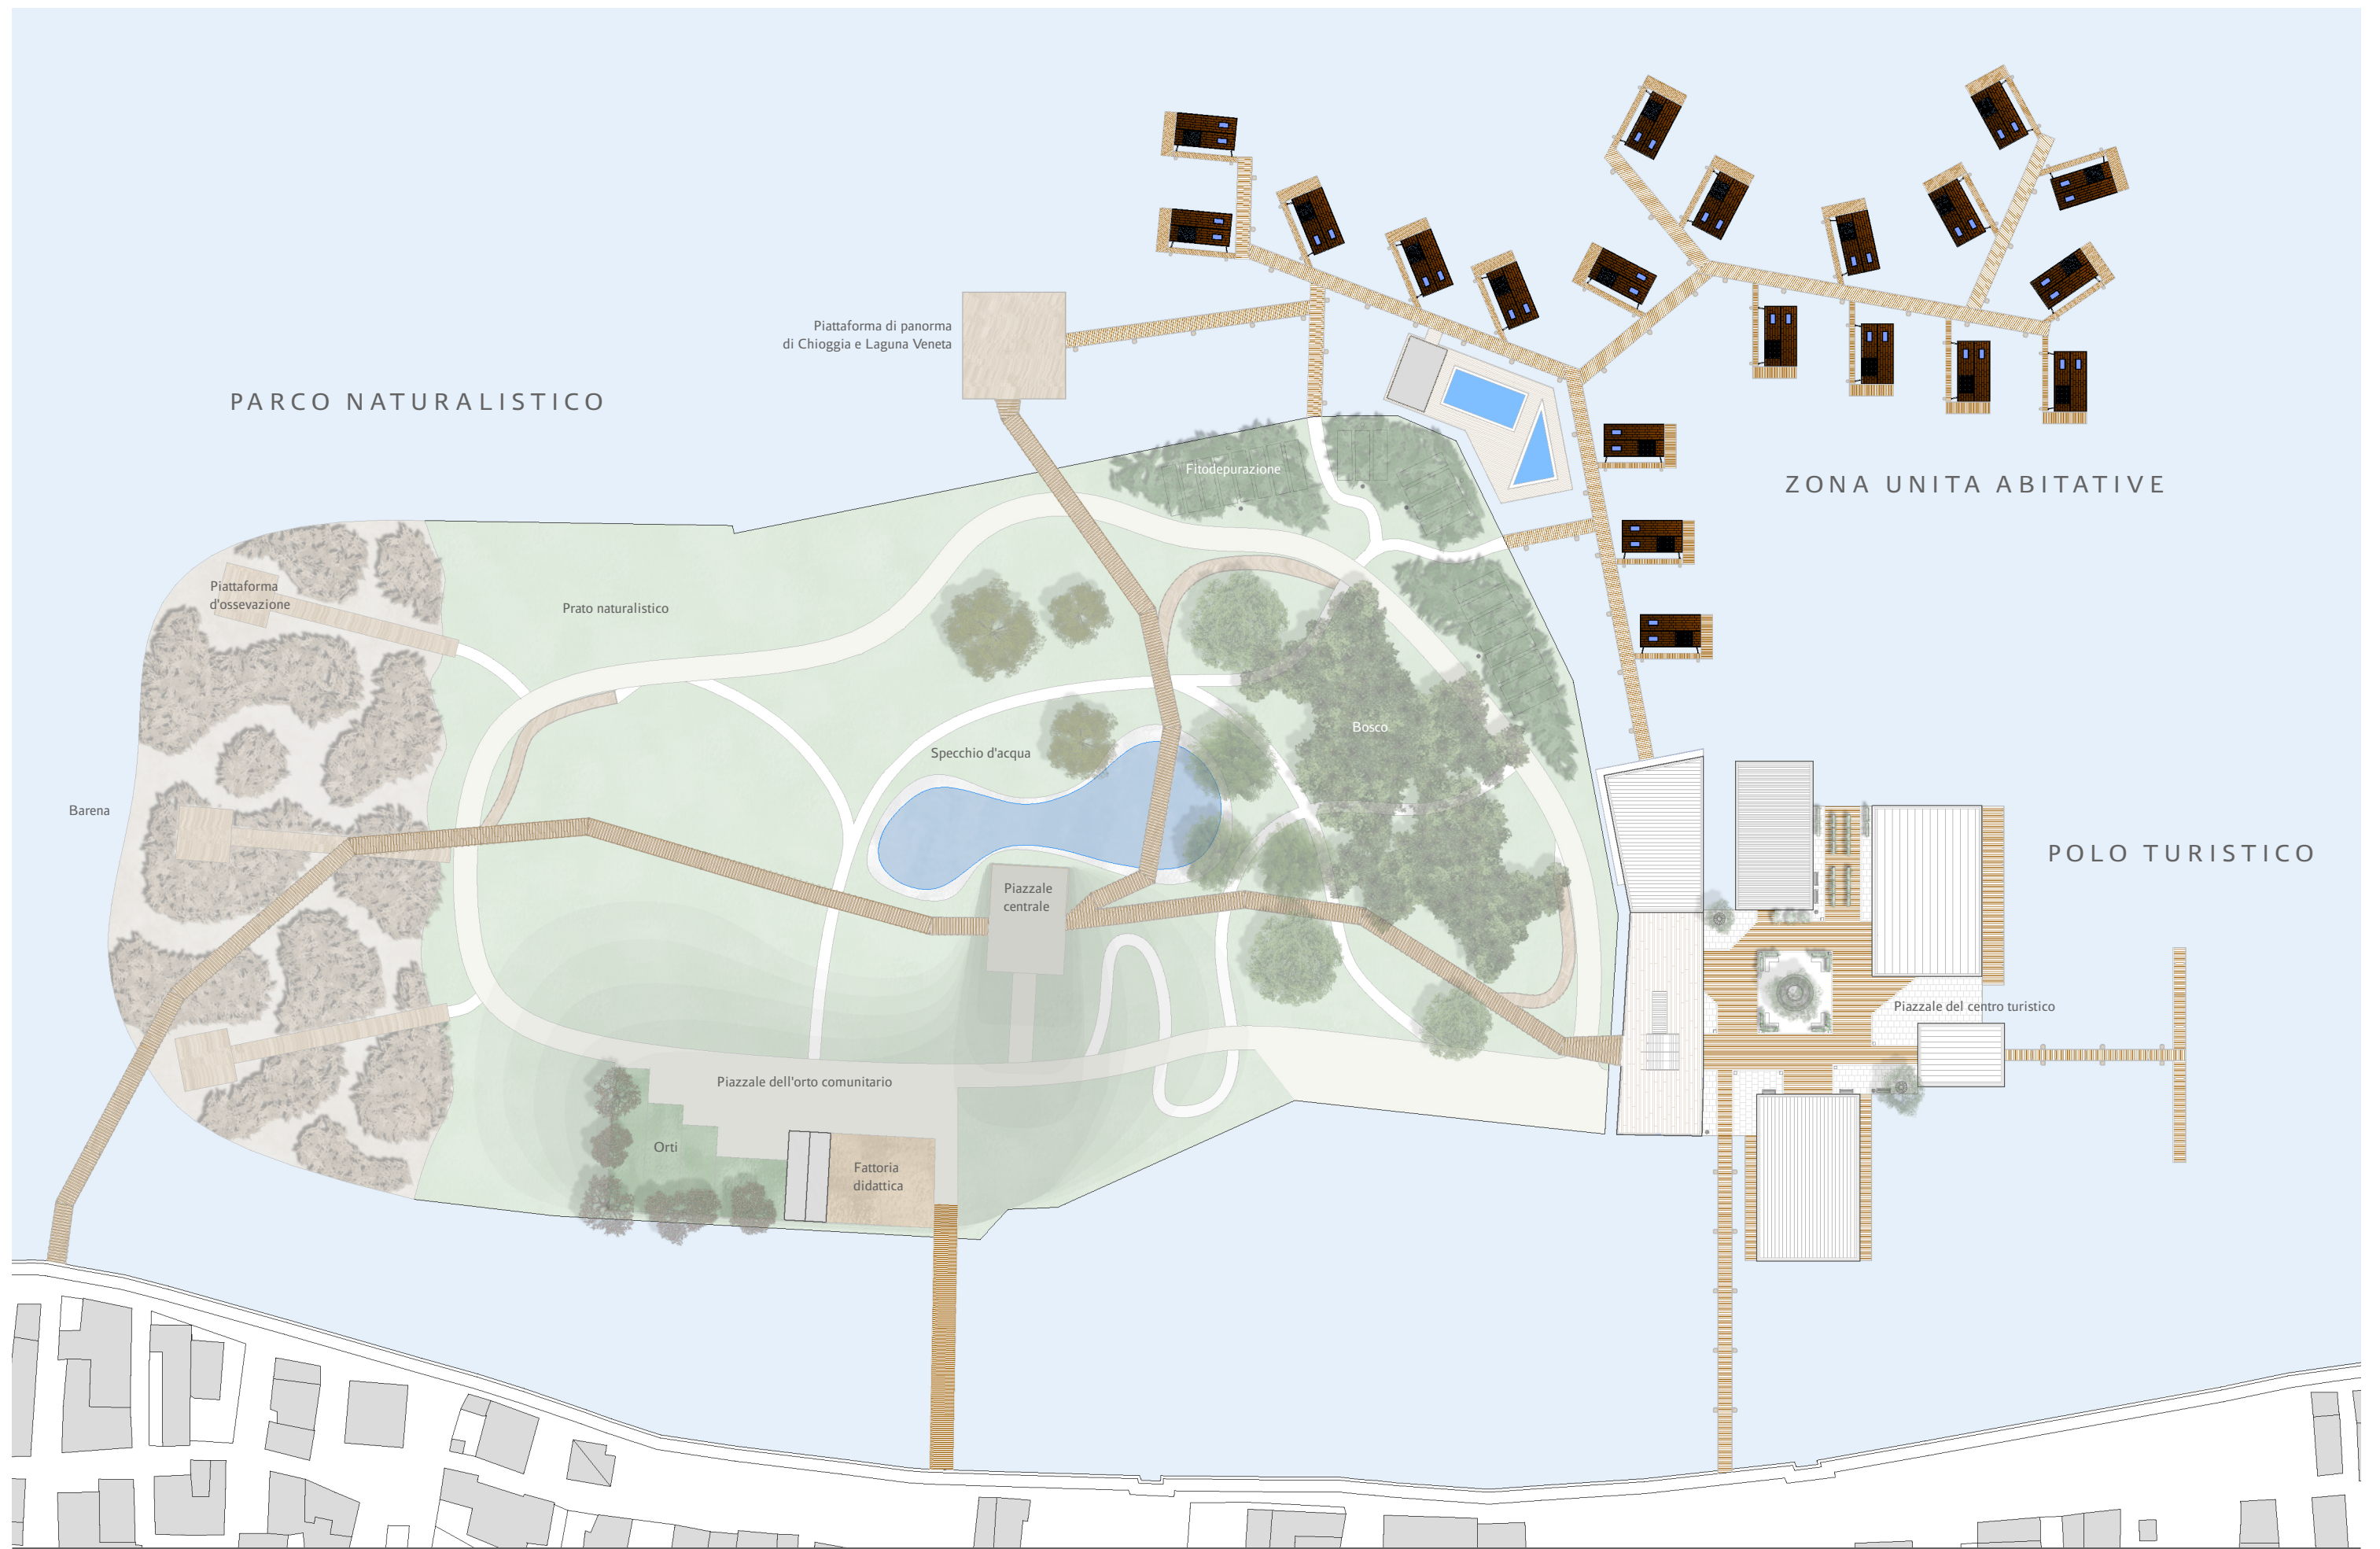 Piattaforma di panorma
di Chioggia e Laguna Veneta
PARCO NATURALISTICO
Fitodepurazione
ZONA UNITA ABITATIVE
Piattaforma
d'ossevazione
Prato naturalistico
Bosco
Specchio d'acqua
Barena
POLO TURISTICO
Piazzale
centrale
Piazzale del centro turistico
Piazzale dell'orto comunitario
Orti
Fattoria
didattica